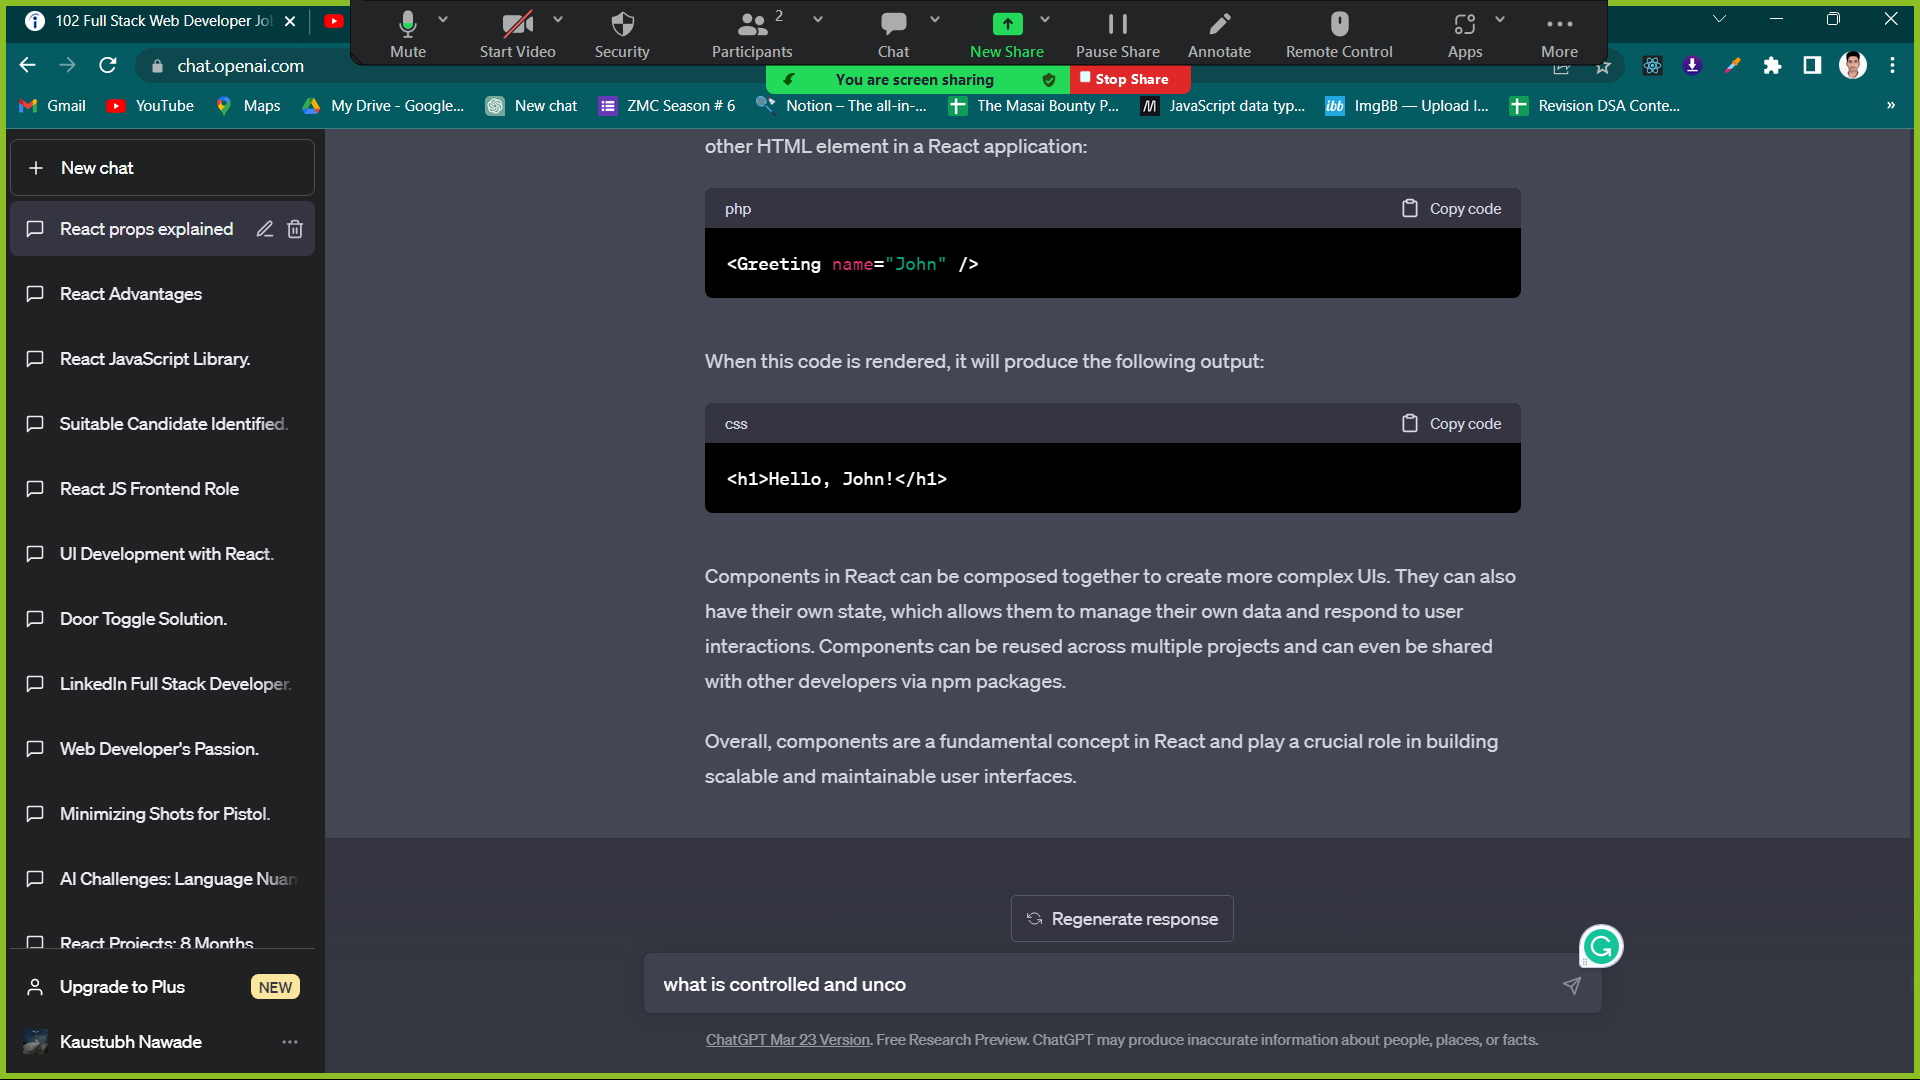 102 Full Stack Web Developer Jo
Mute
Start Video
Security
Participants
2
Chat
New Share
Pause Share
Annotate
Remote Control
Apps
More
chat.openai.com
You are screen sharing
Stop Share
Gmail
YouTube
Maps
My Drive - Google...
New chat
ZMC Season # 6
Notion – The all-in-...
The Masai Bounty P...
JavaScript data typ...
ibb
ImgBB — Upload I...
Revision DSA Conte...
»
New chat
React props explained
React Advantages
React JavaScript Library.
Suitable Candidate Identified.
React JS Frontend Role
UI Development with React.
Door Toggle Solution.
LinkedIn Full Stack Developer.
Web Developer's Passion.
Minimizing Shots for Pistol.
AI Challenges: Language Nuan
React Projects: 8 Months
Upgrade to Plus
NEW
Kaustubh Nawade
other HTML element in a React application:
php
Copy code
<Greeting name="John" />
When this code is rendered, it will produce the following output:
css
Copy code
<h1>Hello, John!</h1>
Components in React can be composed together to create more complex UIs. They can also
have their own state, which allows them to manage their own data and respond to user
interactions. Components can be reused across multiple projects and can even be shared
with other developers via npm packages.
Overall, components are a fundamental concept in React and play a crucial role in building
scalable and maintainable user interfaces.
Regenerate response
what is controlled and unco
ChatGPT Mar 23 Version. Free Research Preview. ChatGPT may produce inaccurate information about people, places, or facts.